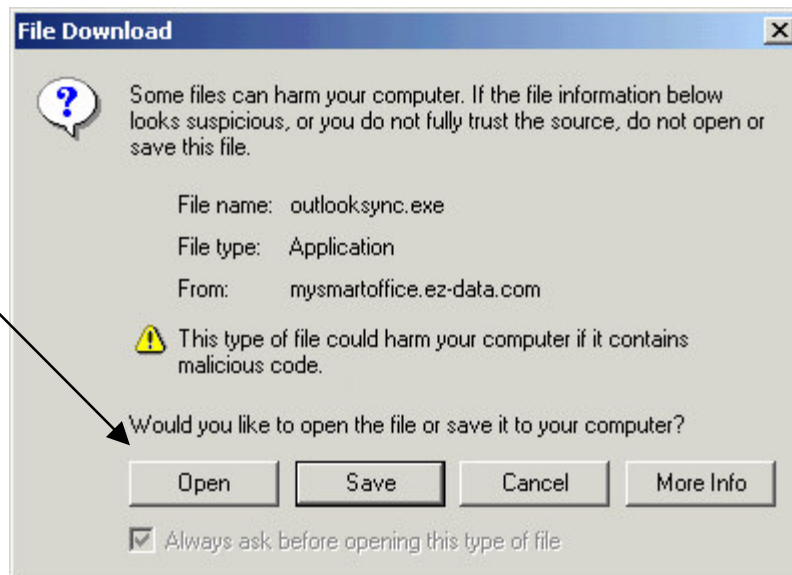 File Download
Some files can harm your computer. If the file information below
looks suspicious, or you do not fully trust the source, do not open or
save this file.
File name: outlooksync.exe
File type: Application
From: mysmartoffice.ez-data.com
This type of file could harm your computer if it contains
malicious code.
Would you like to open the file or save it to your computer?
Open Save Cancel More Info
Always ask before opening this type of file